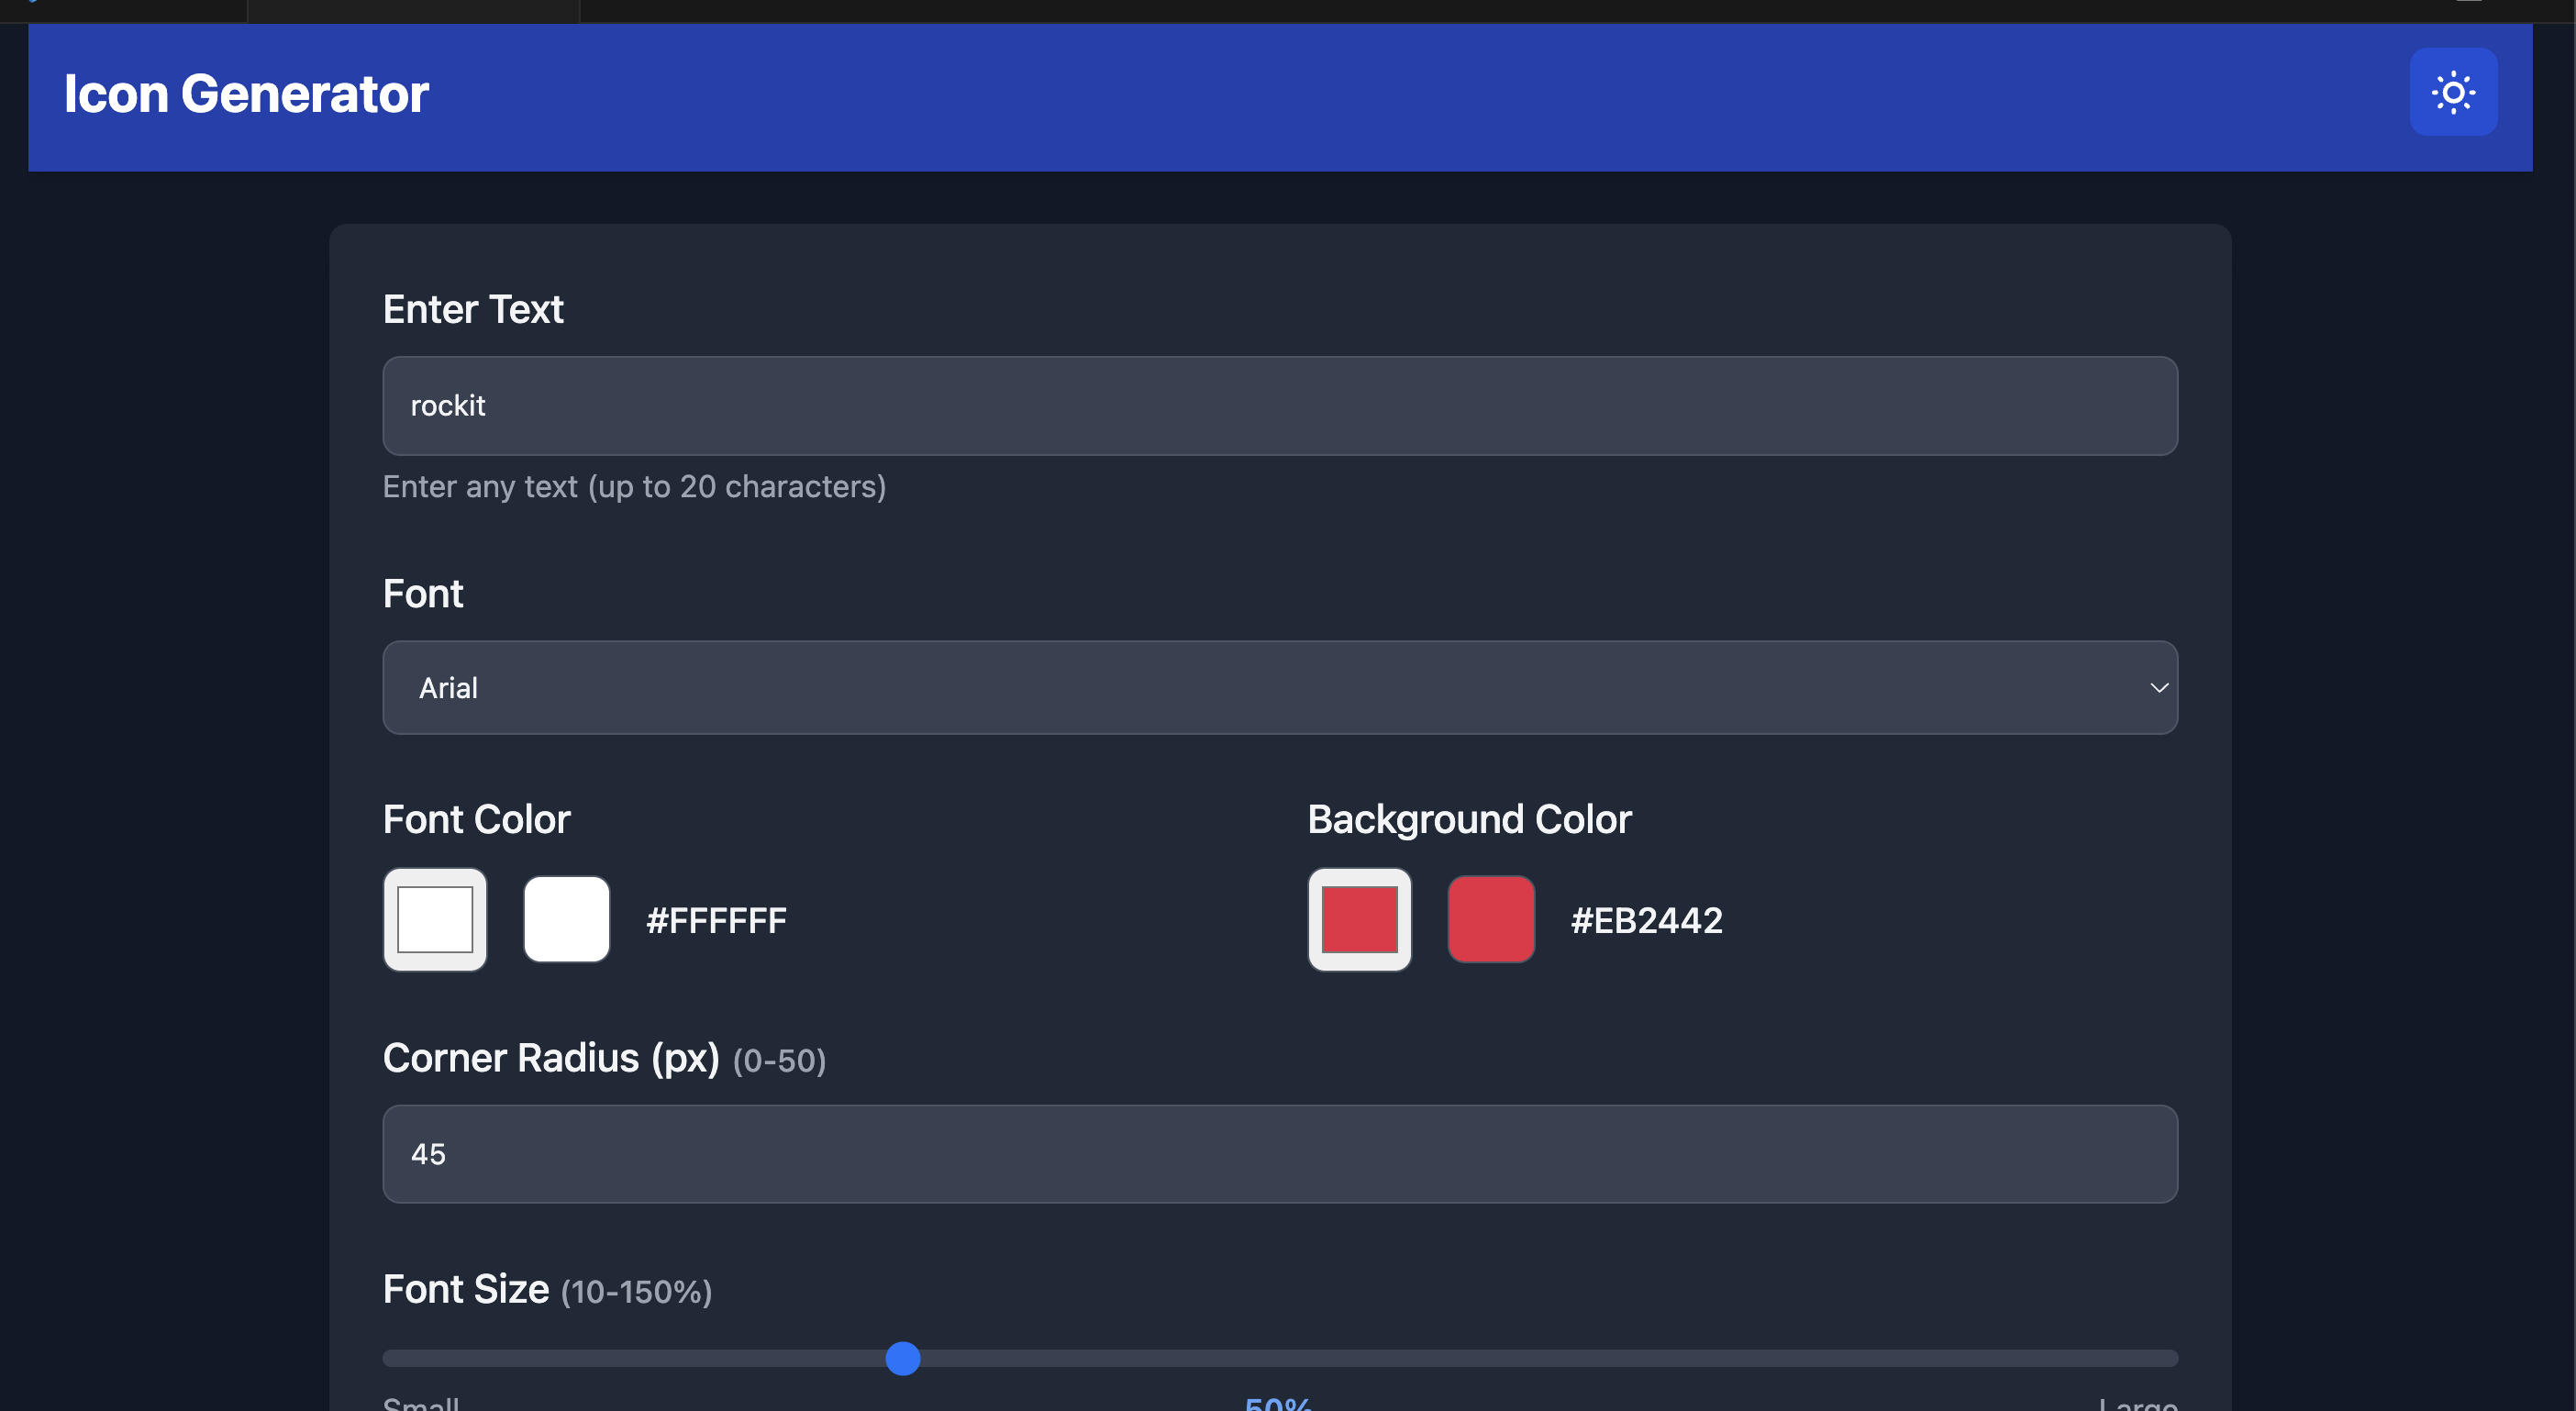 Icon Generator
Enter Text
rockit
Enter any text (up to 20 characters)
Font
Arial
Font Color
Background Color
#FFFFFF
#EB2442
Corner Radius (px) (0-50)
45
Font Size (10-150%)
Small
50%
Large